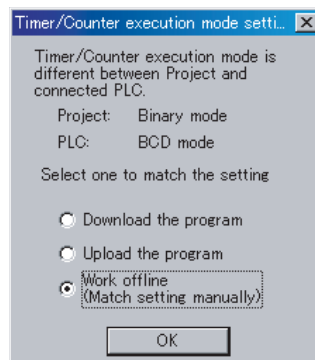 Timer/Counter execution mode setti...
Timer/Counter execution mode is
different between Project and
connected PLC.
Project: Binary mode
PLC: BCD mode
Select one to match the setting
Download the program
Upload the program
Work offline
(Match setting manually)
OK